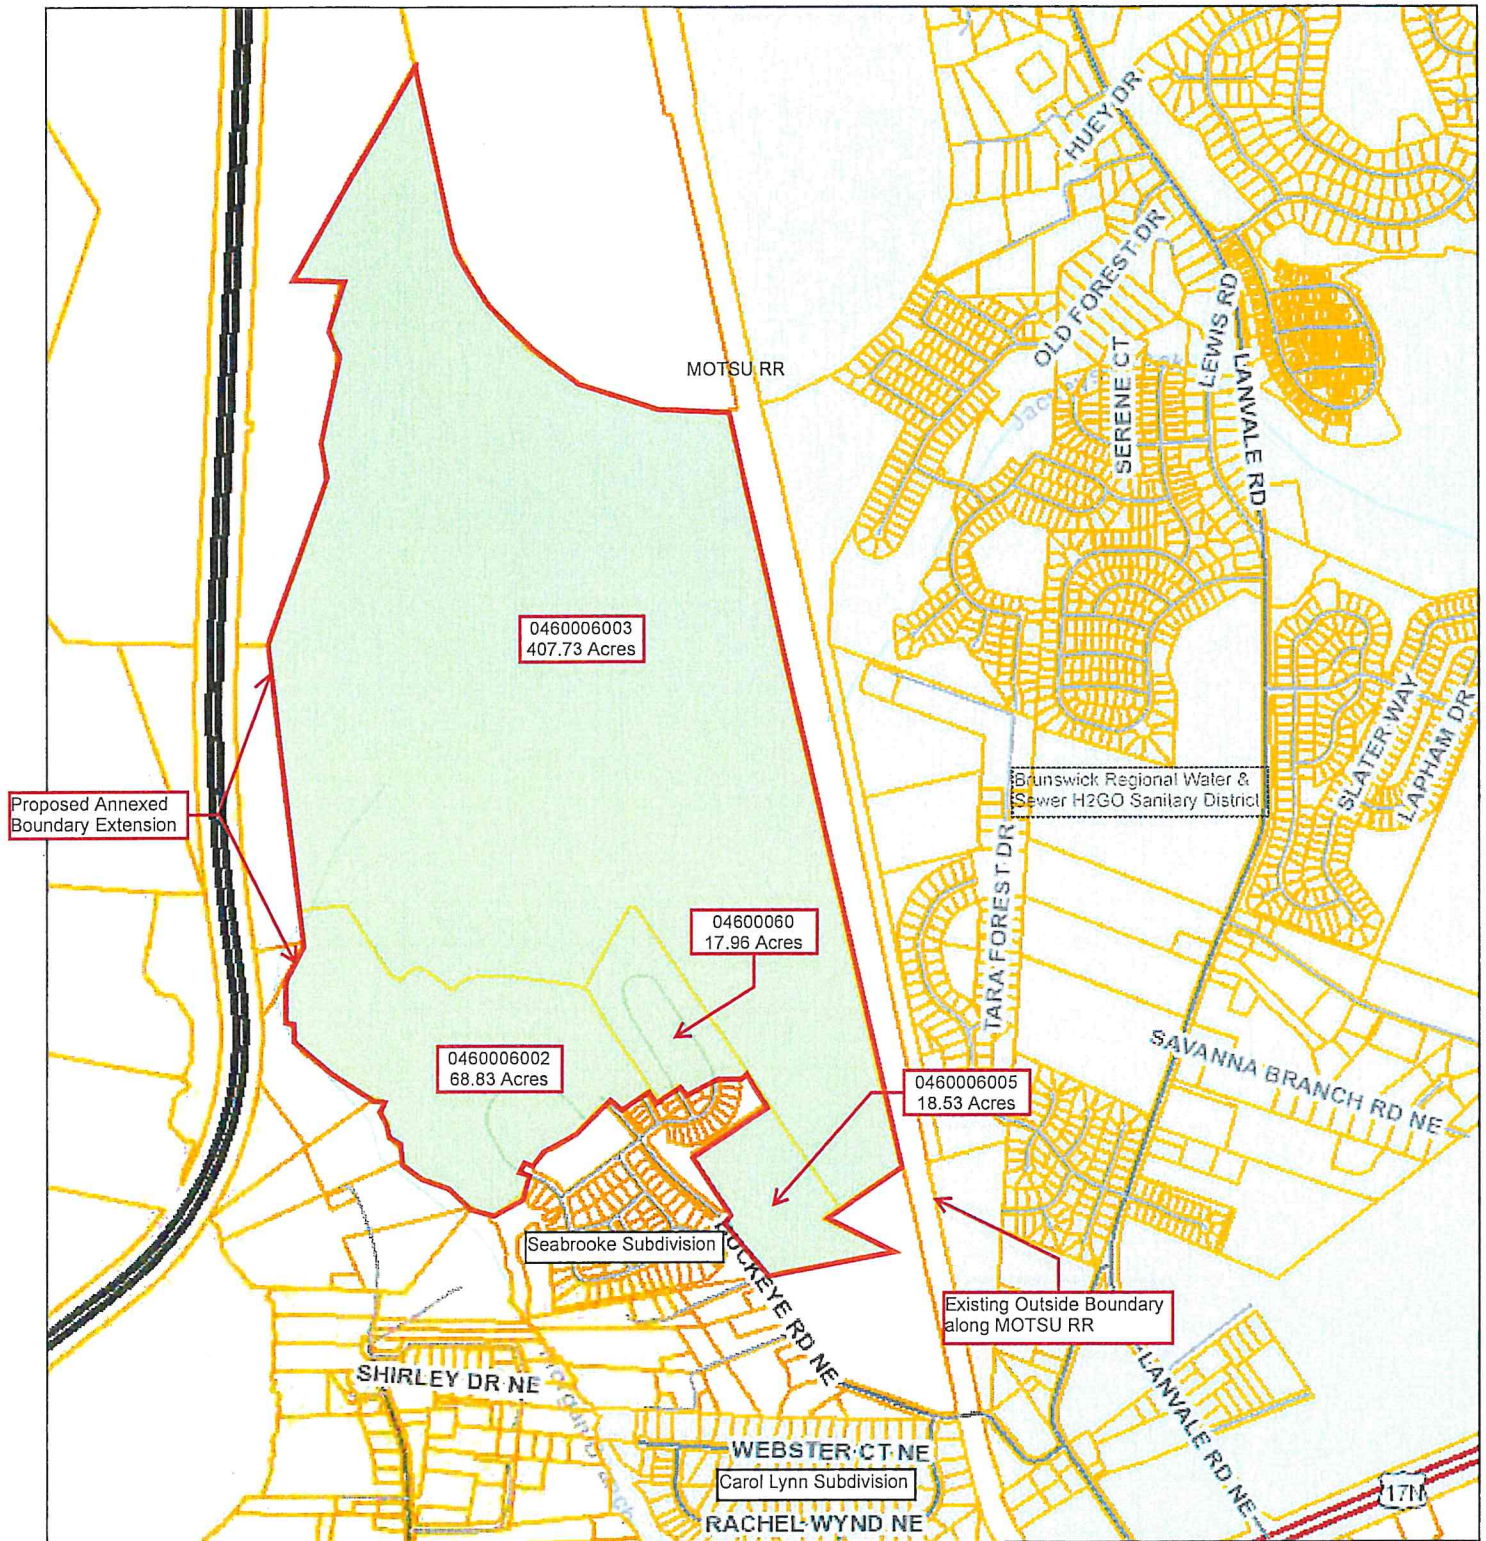 HUEY DR
OLD FOREST DR
LEWIS RD
SERENE CT
LANVALE RD
MOTSU RR
0460006003
407.73 Acres
SLATER WAY
LAPHAM DR
Brunswick Regional Water &
Sewer H2GO Sanitary District
Proposed Annexed
Boundary Extension
TARA FOREST DR
04600060
17.96 Acres
SAVANNA BRANCH RD NE
0460006002
68.83 Acres
0460006005
18.53 Acres
Seabrooke Subdivision
Existing Outside Boundary
along MOTSU RR
SHIRLEY DR NE
LANVALE RD NE
WEBSTER CT NE
Carol Lynn Subdivision
RACHEL WYND NE
17N